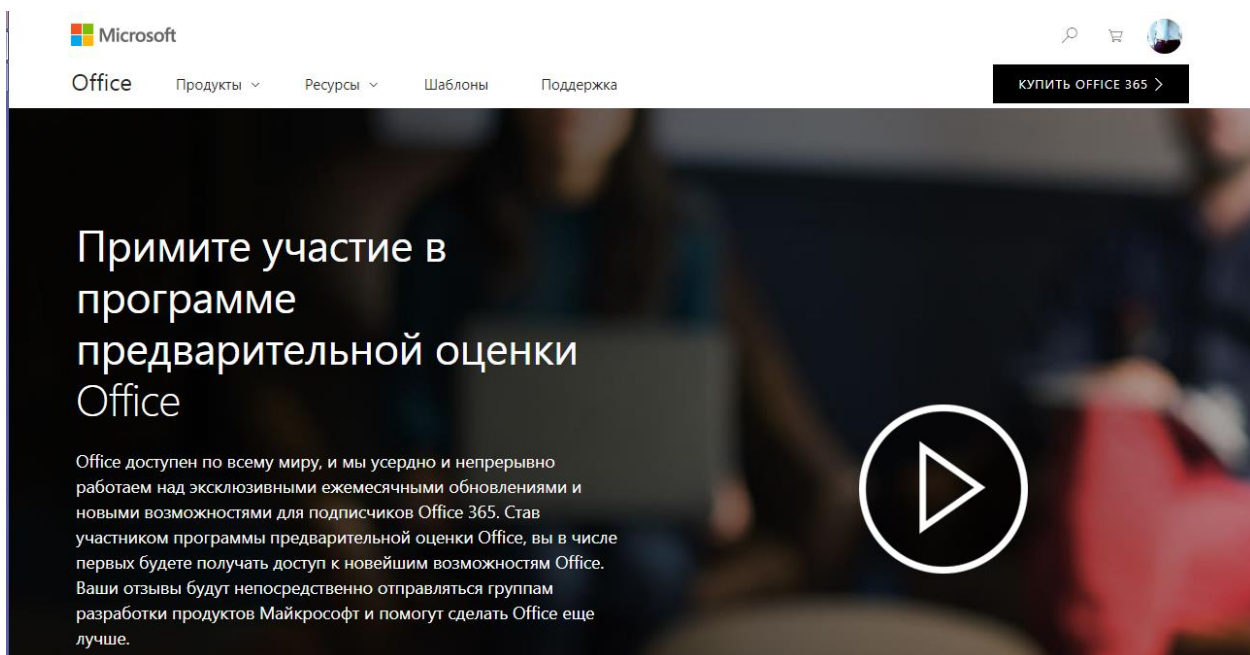 Microsoft
Office Продукты Ресурсы Шаблоны Поддержка КУПИТЬ OFFICE 365
Примите участие в
программе
предварительной оценки
Office
Office доступен по всему миру, и мы усердно и непрерывно
работаем над эксклюзивными ежемесячными обновлениями и
новыми возможностями для подписчиков Office 365. Став
участником программы предварительной оценки Office, вы в числе
первых будете получать доступ к новейшим возможностям Office.
Ваши отзывы будут непосредственно отправляться группам
разработки продуктов Майкрософт и помогут сделать Office еще
лучше.